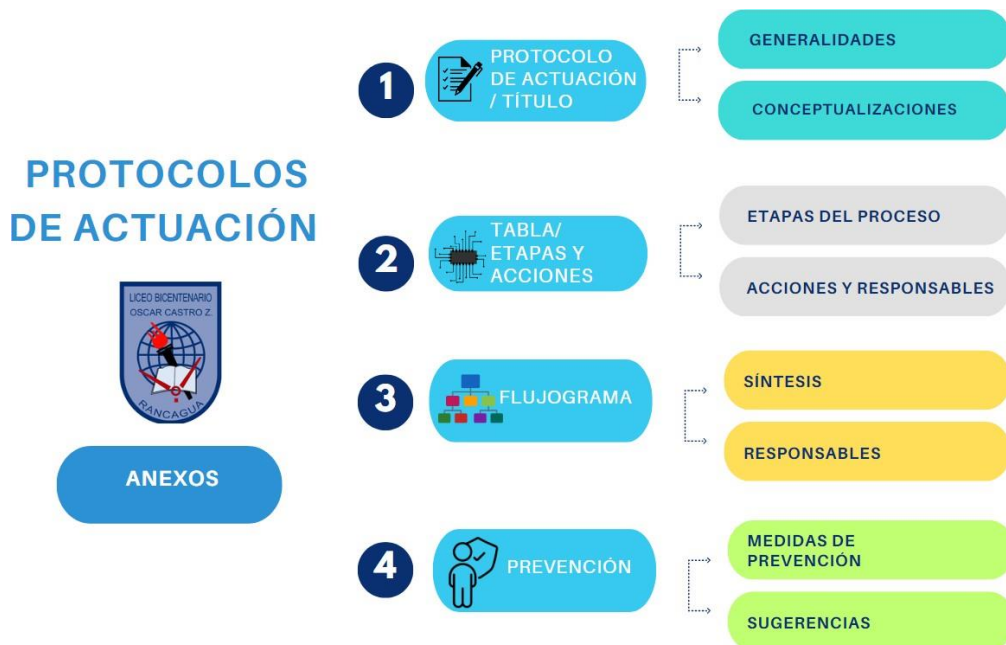 PROTOCOLOS
DE ACTUACIÓN
LICEO BICENTENARIO
OSCAR CASTRO Z.
RANCAGUA
ANEXOS
1
PROTOCOLO
DE ACTUACIÓN
/ TÍTULO
GENERALIDADES
CONCEPTUALIZACIONES
2
TABLA/
ETAPAS Y
ACCIONES
ETAPAS DEL PROCESO
ACCIONES Y RESPONSABLES
3
FLUJOGRAMA
SÍNTESIS
RESPONSABLES
4
PREVENCIÓN
MEDIDAS DE
PREVENCIÓN
SUGERENCIAS